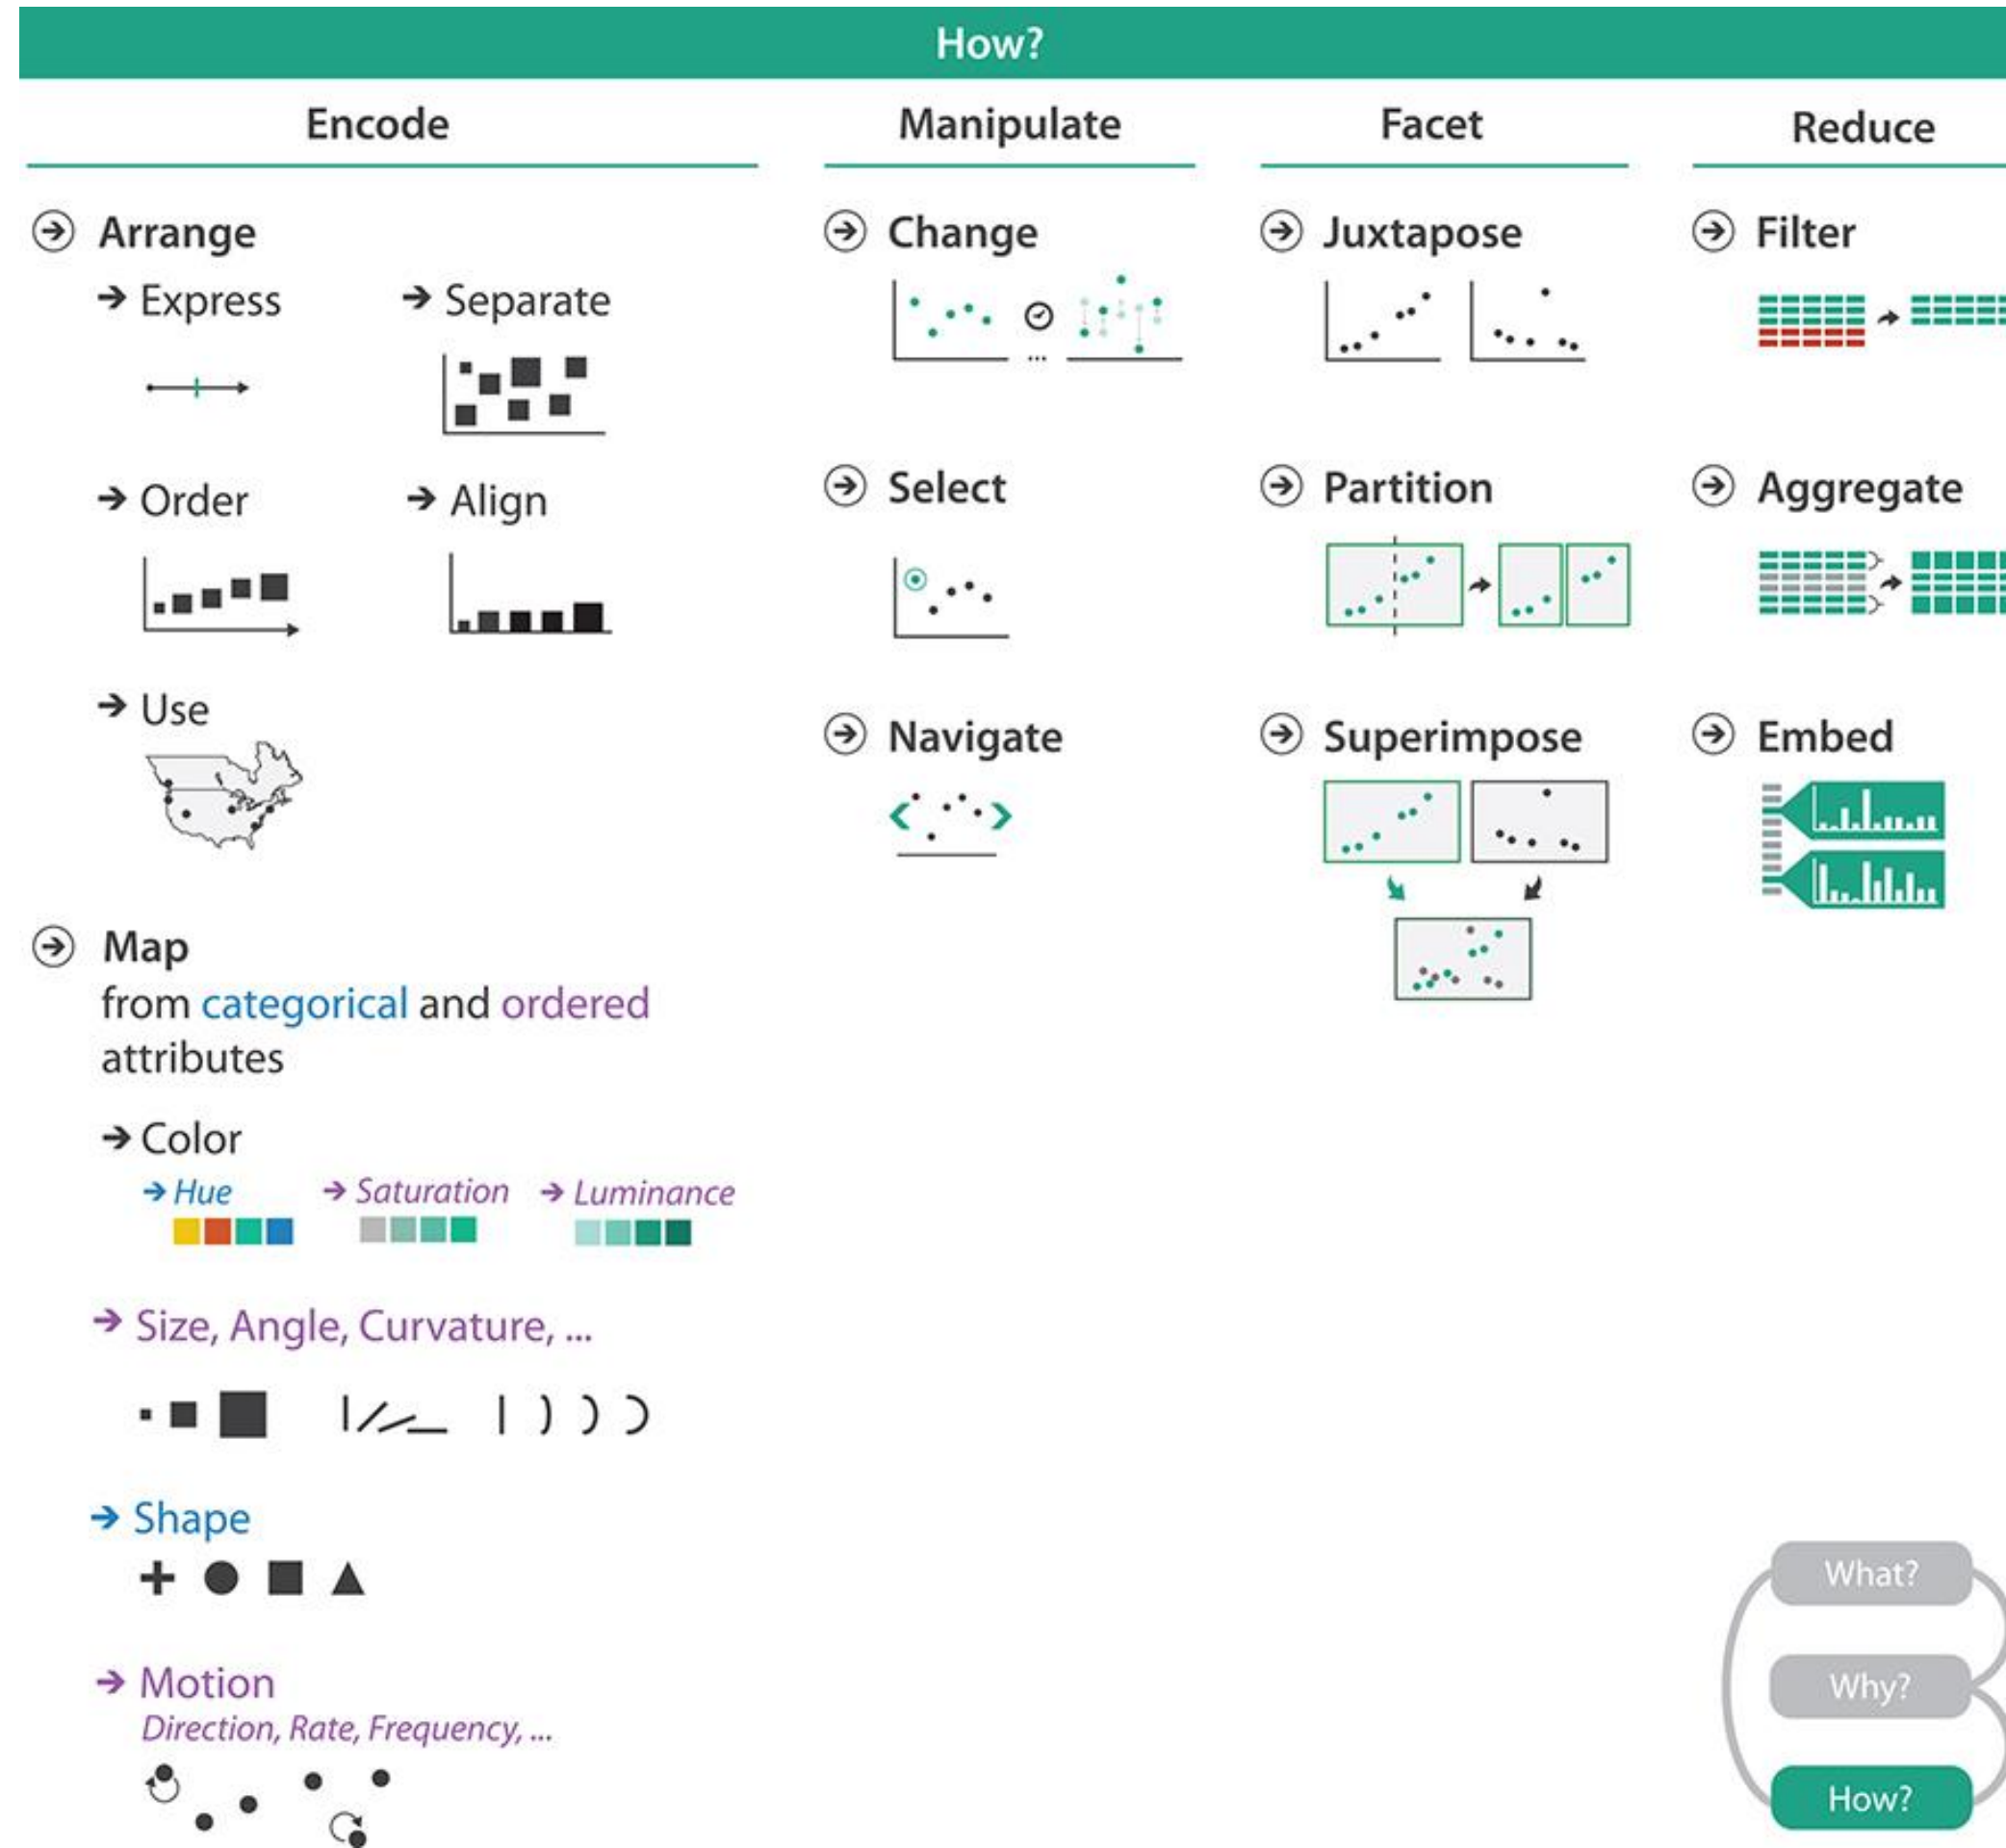 How?
Encode
Manipulate
Facet
Reduce
Arrange
Express
Separate
Order
Align
Use
Map
from categorical and ordered
attributes
Color
Hue
Saturation
Luminance
Size, Angle, Curvature, ...
Shape
Motion
Direction, Rate, Frequency, ...
Change
...
Select
Navigate
Juxtapose
Partition
Superimpose
Filter
Aggregate
Embed
What?
Why?
How?